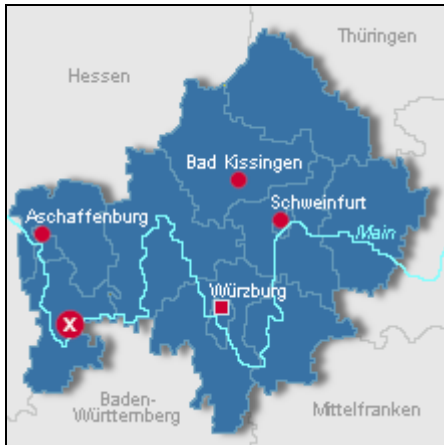 Thüringen
Hessen
Bad Kissingen
Schweinfurt
Aschaffenburg
Main
Würzburg
X
Baden-
Württemberg
Mittelfranken